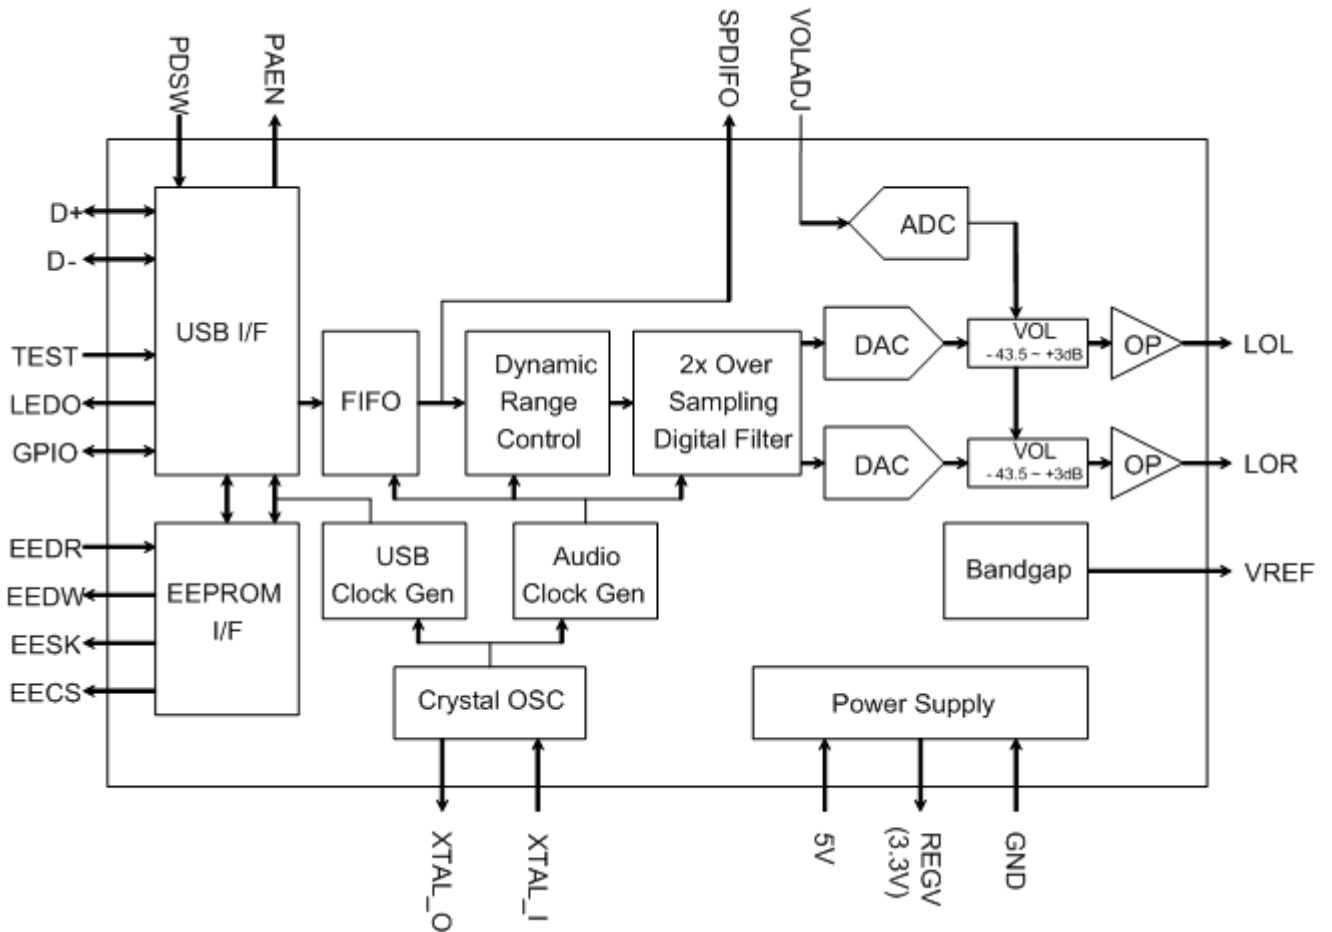 PDSW
PAEN
SPDIFO
VOLADJ
D+
D-
TEST
LEDO
GPIO
USB I/F
ADC
FIFO
Dynamic
Range
Control
2x Over
Sampling
Digital Filter
DAC
VOL
-43.5 ~ +3dB
OP
LOL
DAC
VOL
-43.5 ~ +3dB
OP
LOR
EEDR
EEDW
EESK
EECS
EEPROM
I/F
USB
Clock Gen
Audio
Clock Gen
Bandgap
VREF
Crystal OSC
Power Supply
XTAL_O
XTAL_I
5V
REGV
(3.3V)
GND